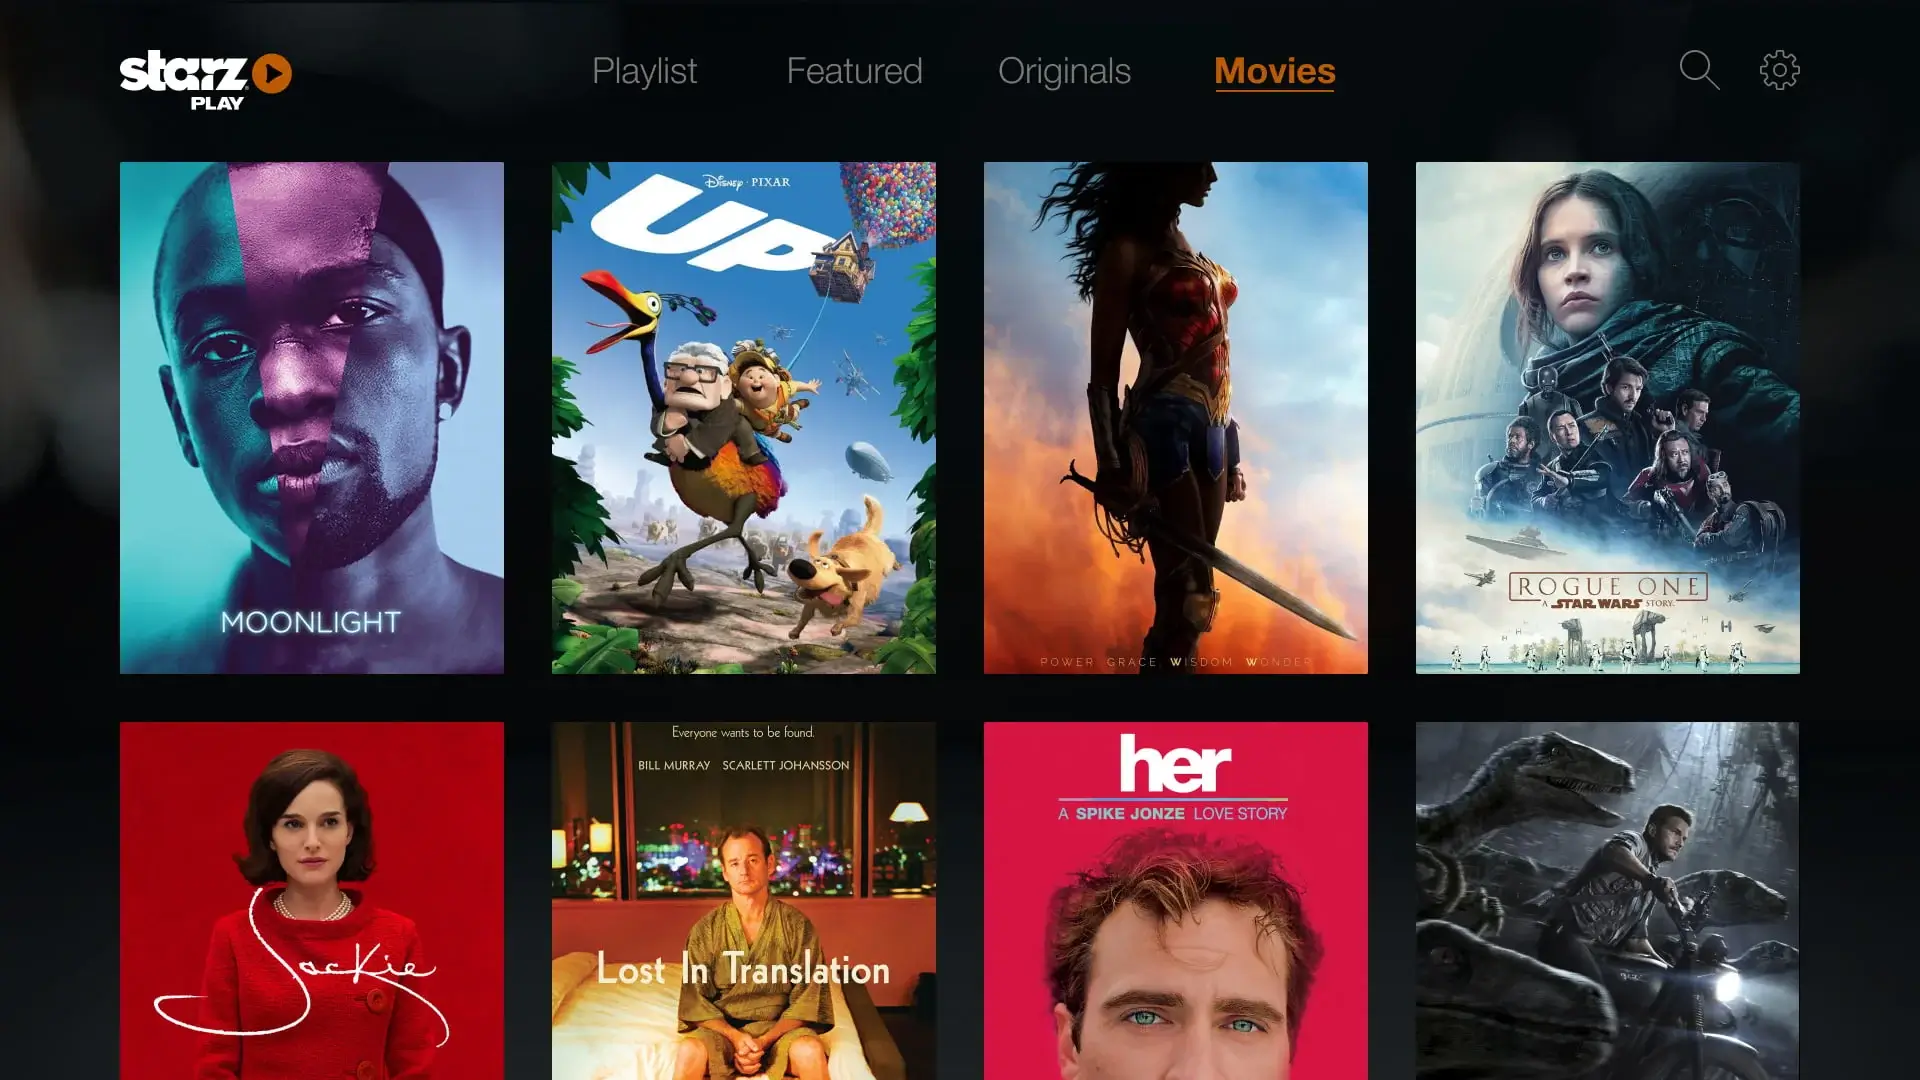 starz
PLAY
Playlist
Featured
Originals
Movies
MOONLIGHT
Disney · PIXAR
UP
POWER GRACE WISDOM WONDER
ROGUE ONE
A STAR WARS STORY
Jackie
Everyone wants to be found.
BILL MURRAY SCARLETT JOHANSSON
Lost In Translation
her
A SPIKE JONZE LOVE STORY